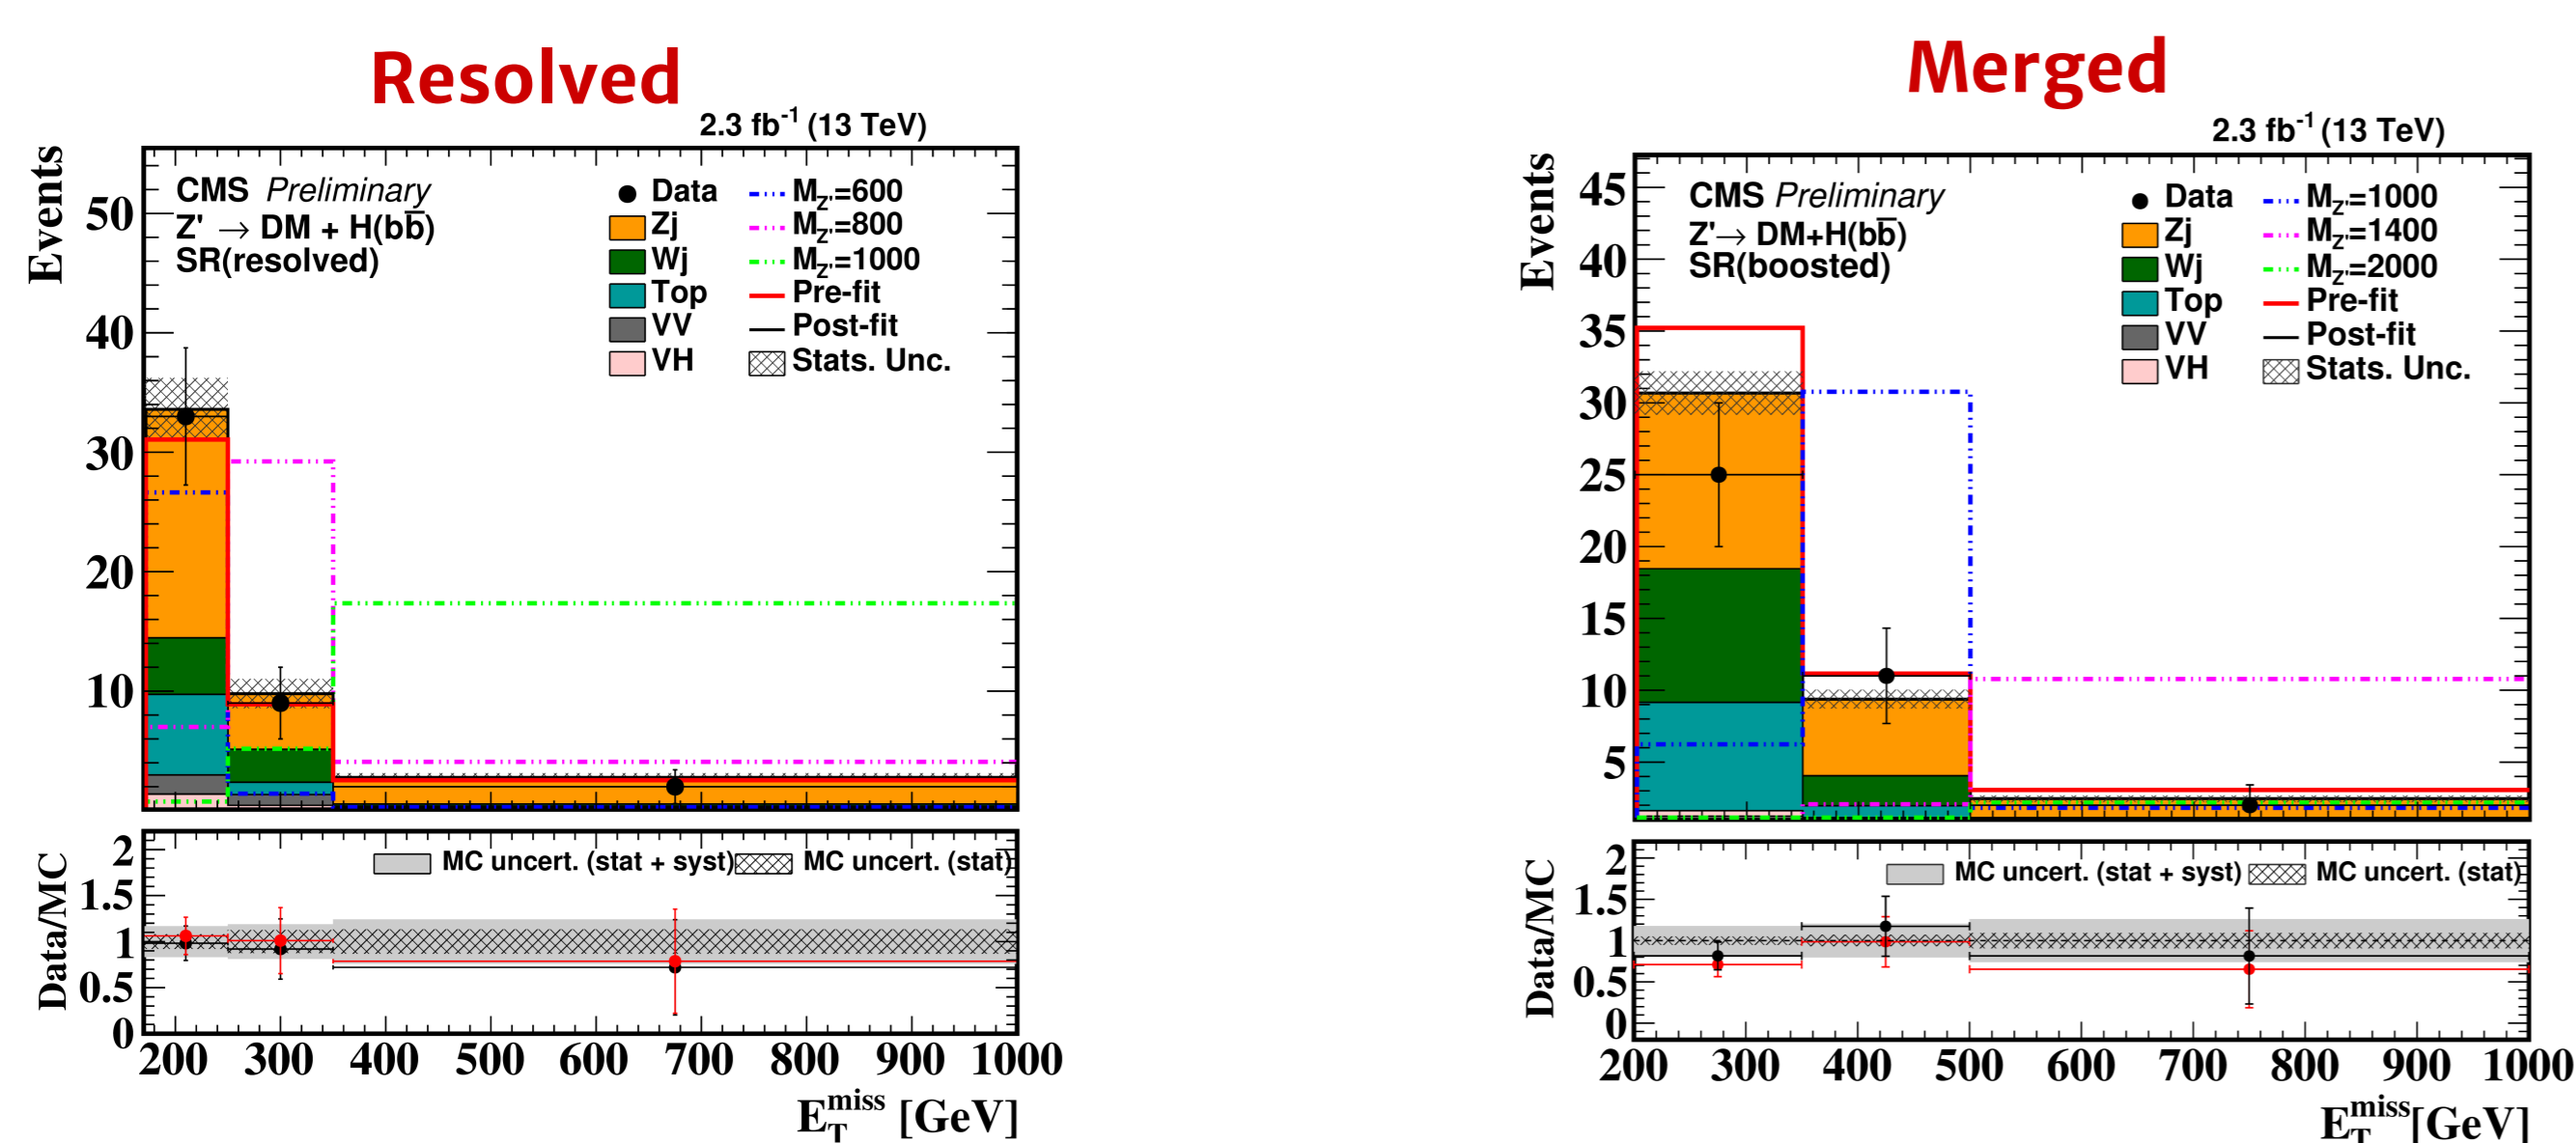 Resolved
2.3 fb-1 (13 TeV)
Events
CMS Preliminary
Z' → DM + H(bb̅)
SR(resolved)
Data
Zj
Wj
Top
VV
VH
MZ'=600
MZ'=800
MZ'=1000
Pre-fit
Post-fit
Stats. Unc.
50
40
30
20
10
Data/MC
MC uncert. (stat + syst)
MC uncert. (stat)
2
1.5
1
0.5
0
200 300 400 500 600 700 800 900 1000
ETmiss [GeV]
Merged
2.3 fb-1 (13 TeV)
Events
CMS Preliminary
Z'→ DM+H(bb̅)
SR(boosted)
Data
Zj
Wj
Top
VV
VH
MZ'=1000
MZ'=1400
MZ'=2000
Pre-fit
Post-fit
Stats. Unc.
45
40
35
30
25
20
15
10
5
Data/MC
MC uncert. (stat + syst)
MC uncert. (stat)
2
1.5
1
0.5
0
200 300 400 500 600 700 800 900 1000
ETmiss[GeV]